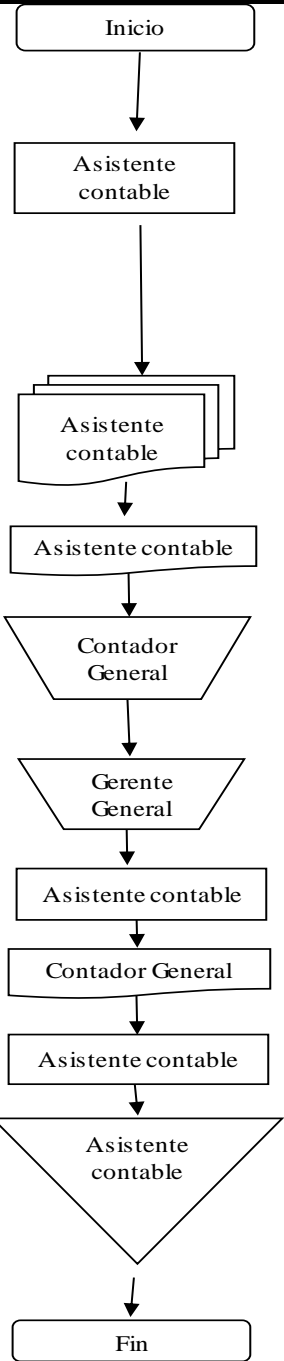 Inicio
Asistente
contable
Asistente
contable
Asistente contable
Contador
General
Gerente
General
Asistente contable
Contador General
Asistente contable
Asistente
contable
Fin